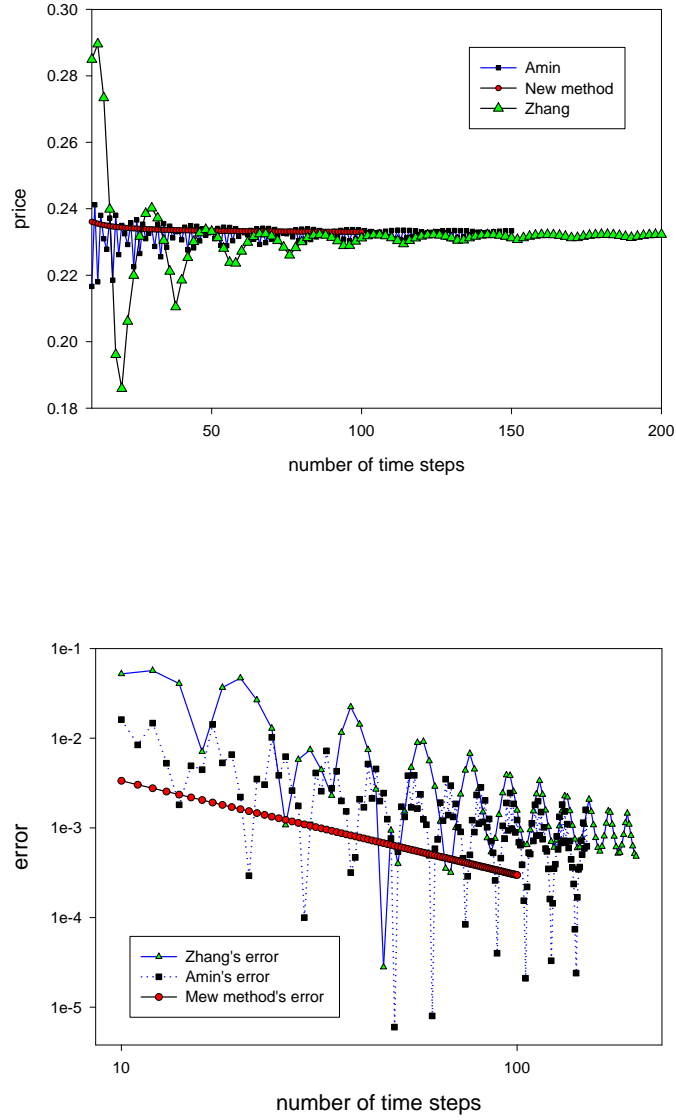 0.30
0.28
0.26
0.24
0.22
0.20
0.18
price
Amin
New method
Zhang
50
100
150
200
number of time steps
1e-1
1e-2
1e-3
1e-4
1e-5
error
Zhang's error
Amin's error
Mew method's error
10
100
number of time steps